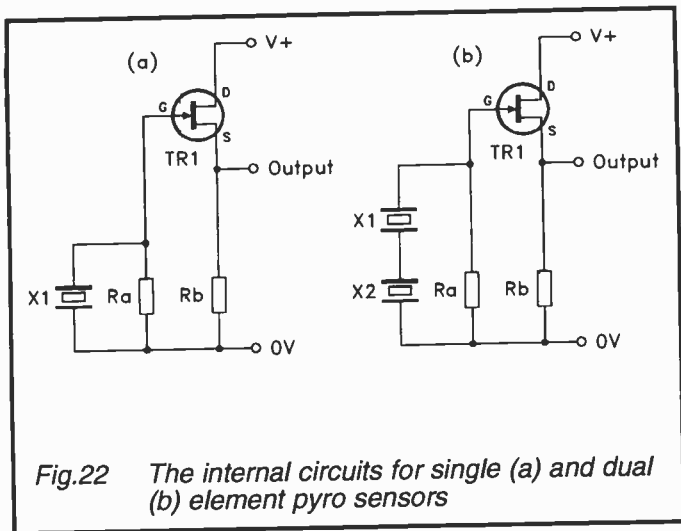 (a)
V+
D
G
S
TR1
Output
X1
Ra
Rb
0V
(b)
V+
D
G
S
TR1
Output
X1
X2
Ra
Rb
0V
Fig.22 The internal circuits for single (a) and dual
(b) element pyro sensors